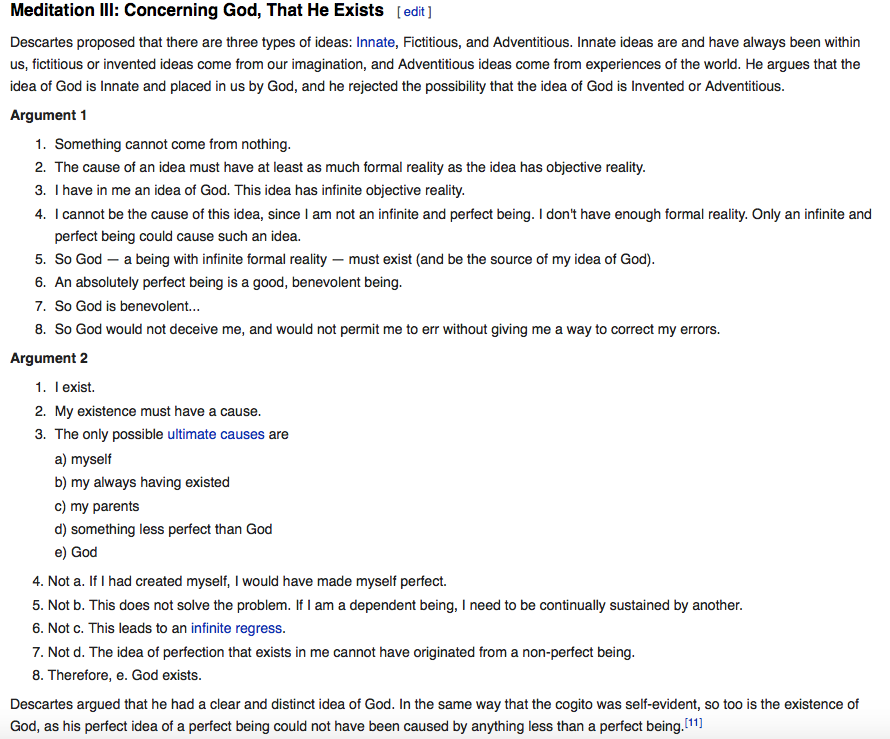 Meditation III: Concerning God, That He Exists [ edit ]
Descartes proposed that there are three types of ideas: Innate, Fictitious, and Adventitious. Innate ideas are and have always been within
us, fictitious or invented ideas come from our imagination, and Adventitious ideas come from experiences of the world. He argues that the
idea of God is Innate and placed in us by God, and he rejected the possibility that the idea of God is Invented or Adventitious.
Argument 1
1. Something cannot come from nothing.
2. The cause of an idea must have at least as much formal reality as the idea has objective reality.
3. I have in me an idea of God. This idea has infinite objective reality.
4. I cannot be the cause of this idea, since I am not an infinite and perfect being. I don't have enough formal reality. Only an infinite and
perfect being could cause such an idea.
5. So God — a being with infinite formal reality — must exist (and be the source of my idea of God).
6. An absolutely perfect being is a good, benevolent being.
7. So God is benevolent...
8. So God would not deceive me, and would not permit me to err without giving me a way to correct my errors.
Argument 2
1. I exist.
2. My existence must have a cause.
3. The only possible ultimate causes are
a) myself
b) my always having existed
c) my parents
d) something less perfect than God
e) God
4. Not a. If I had created myself, I would have made myself perfect.
5. Not b. This does not solve the problem. If I am a dependent being, I need to be continually sustained by another.
6. Not c. This leads to an infinite regress.
7. Not d. The idea of perfection that exists in me cannot have originated from a non-perfect being.
8. Therefore, e. God exists.
Descartes argued that he had a clear and distinct idea of God. In the same way that the cogito was self-evident, so too is the existence of
God, as his perfect idea of a perfect being could not have been caused by anything less than a perfect being.[11]